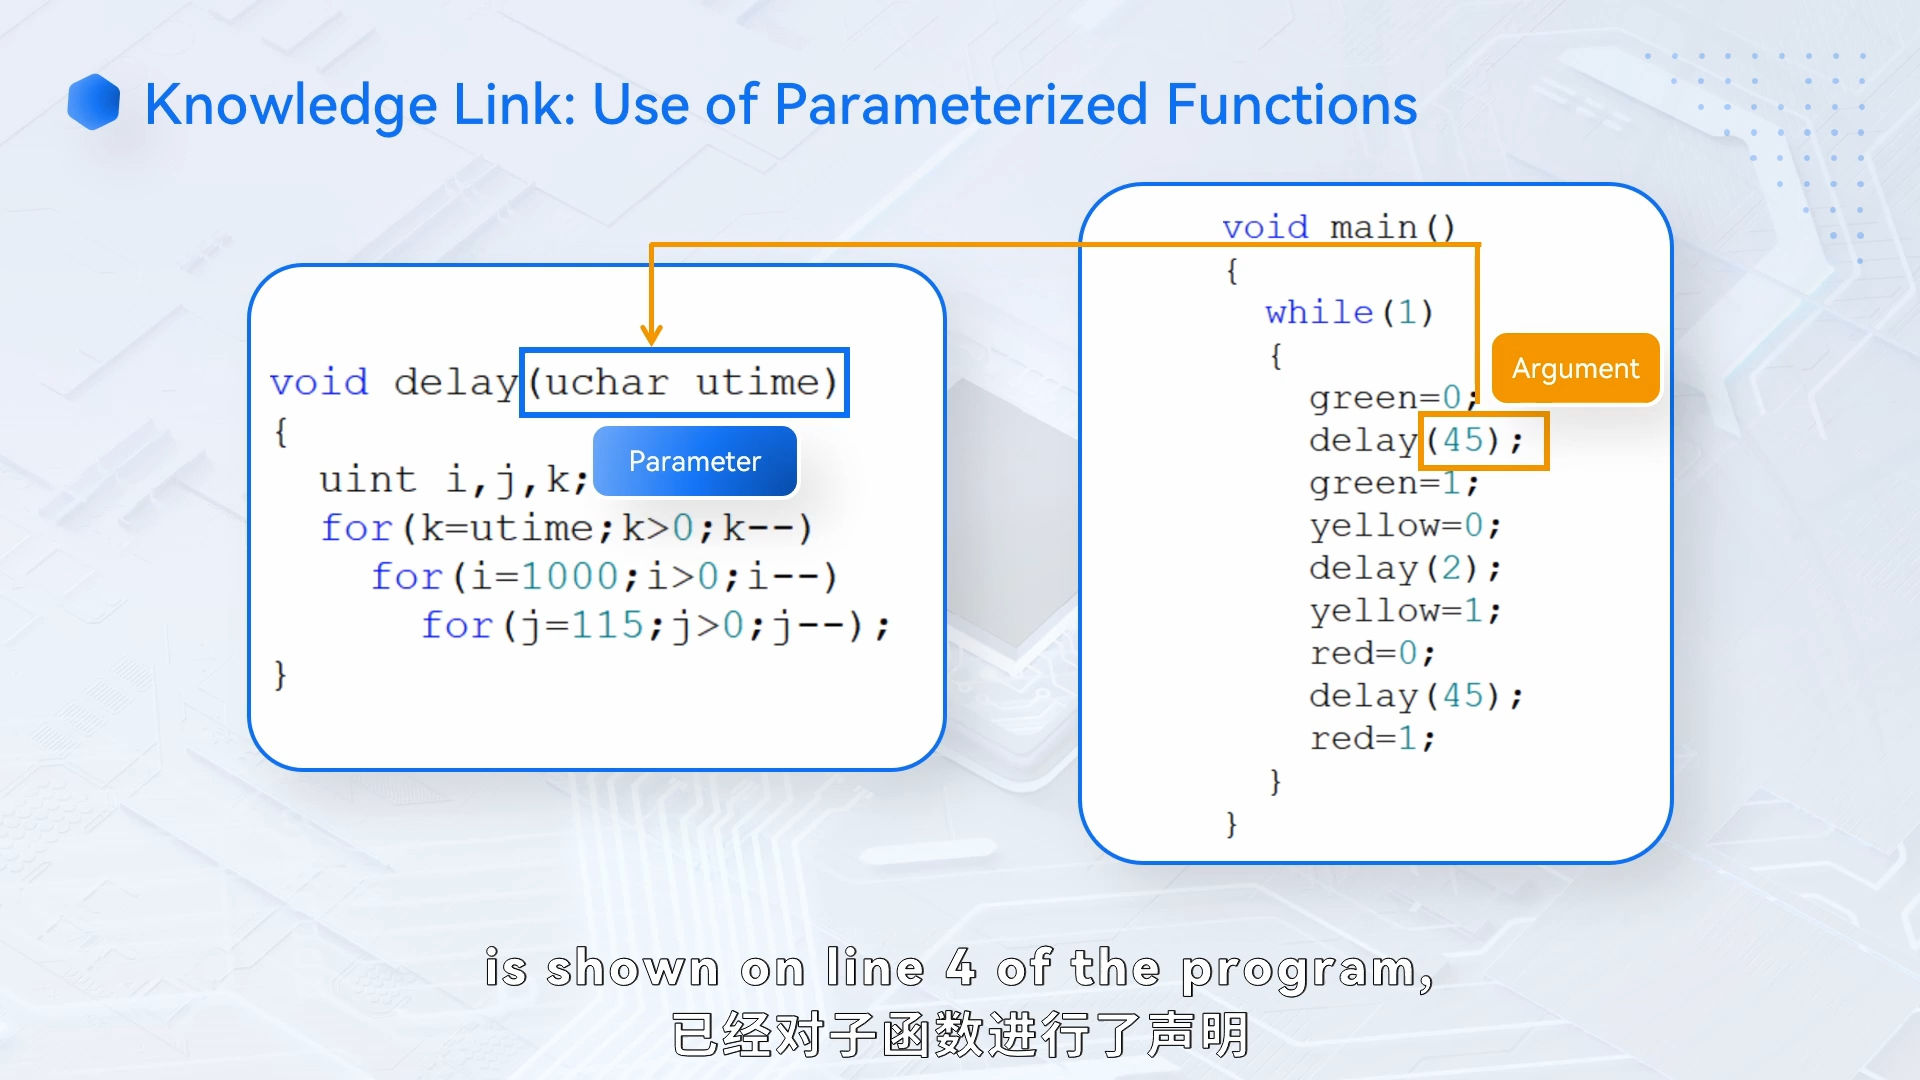 Knowledge Link: Use of Parameterized Functions
void delay(uchar utime)
{
Parameter
uint i,j,k;
for(k=utime;k>0;k--)
for(i=1000;i>0;i--)
for(j=115;j>0;j--);
}
void main()
{
while(1)
{
Argument
green=0;
delay(45);
green=1;
yellow=0;
delay(2);
yellow=1;
red=0;
delay(45);
red=1;
}
}
is shown on line 4 of the program,
已经对子函数进行了声明